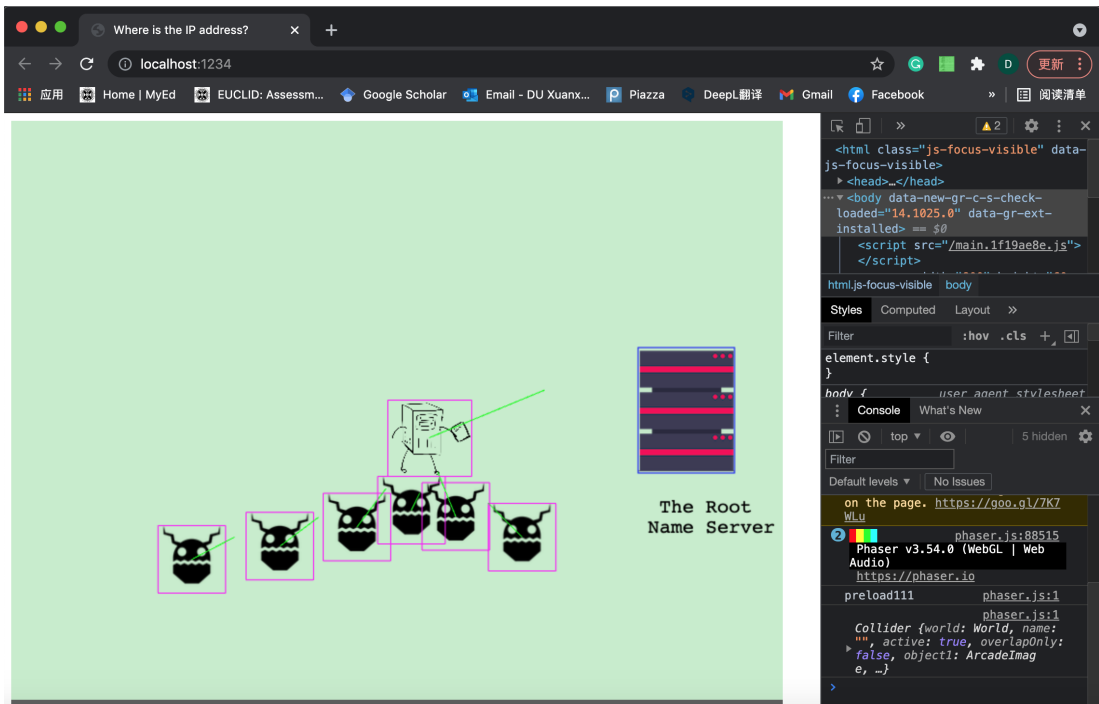 Where is the IP address?
localhost:1234
D
更新
应用
Home | MyEd
EUCLID: Assessm...
Google Scholar
Email - DU Xuanx...
Piazza
DeepL翻译
Gmail
Facebook
»
阅读清单
»
2
<html class="js-focus-visible" data-
js-focus-visible>
<head>…</head>
<body data-new-gr-c-s-check-
loaded="14.1025.0" data-gr-ext-
installed> == $0
<script src="/main.1f19ae8e.js">
</script>
html.js-focus-visible body
Styles Computed Layout »
Filter :hov .cls +
element.style {
}
body { user agent stylesheet
Console What's New
top 5 hidden
Filter
Default levels No Issues
on the page. https://goo.gl/7K7
WLu
2 phaser.js:88515
Phaser v3.54.0 (WebGL | Web
Audio)
https://phaser.io
preload111 phaser.js:1
phaser.js:1
Collider {world: World, name:
"", active: true, overlapOnly:
false, object1: ArcadeImag
e, …}
The Root
Name Server